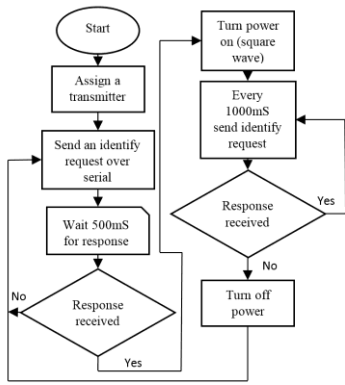 Start
Assign a
transmitter
Send an identify
request over
serial
Wait 500mS
for response
Response
received
No
Yes
Turn power
on (square
wave)
Every
1000mS
send identify
request
Response
received
Yes
No
Turn off
power